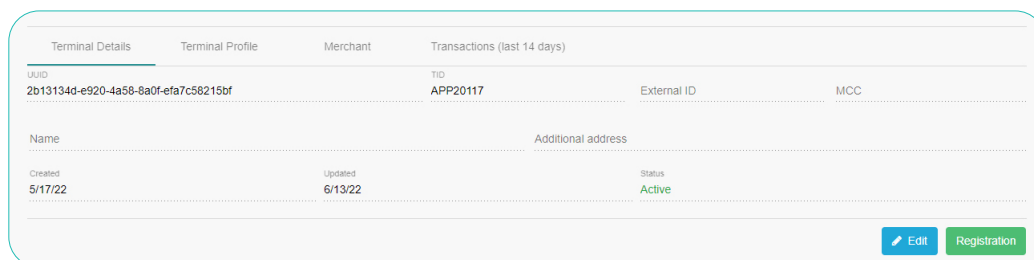 Terminal Details Terminal Profile Merchant Transactions (last 14 days)
UUID TID
2b13134d-e920-4a58-8a0f-efa7c58215bf APP20117 External ID MCC
Name Additional address
Created Updated Status
5/17/22 6/13/22 Active
Edit Registration